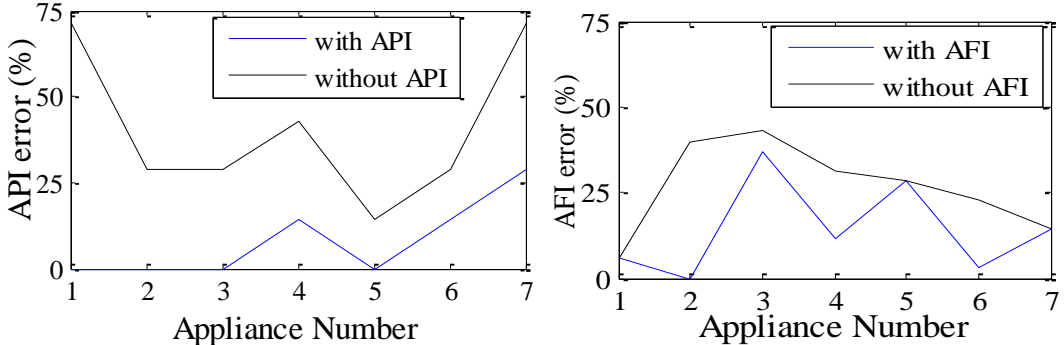 API error (%)
75
50
25
0
with API
without API
1 2 3 4 5 6 7
Appliance Number
AFI error (%)
75
50
25
0
with AFI
without AFI
1 2 3 4 5 6 7
Appliance Number